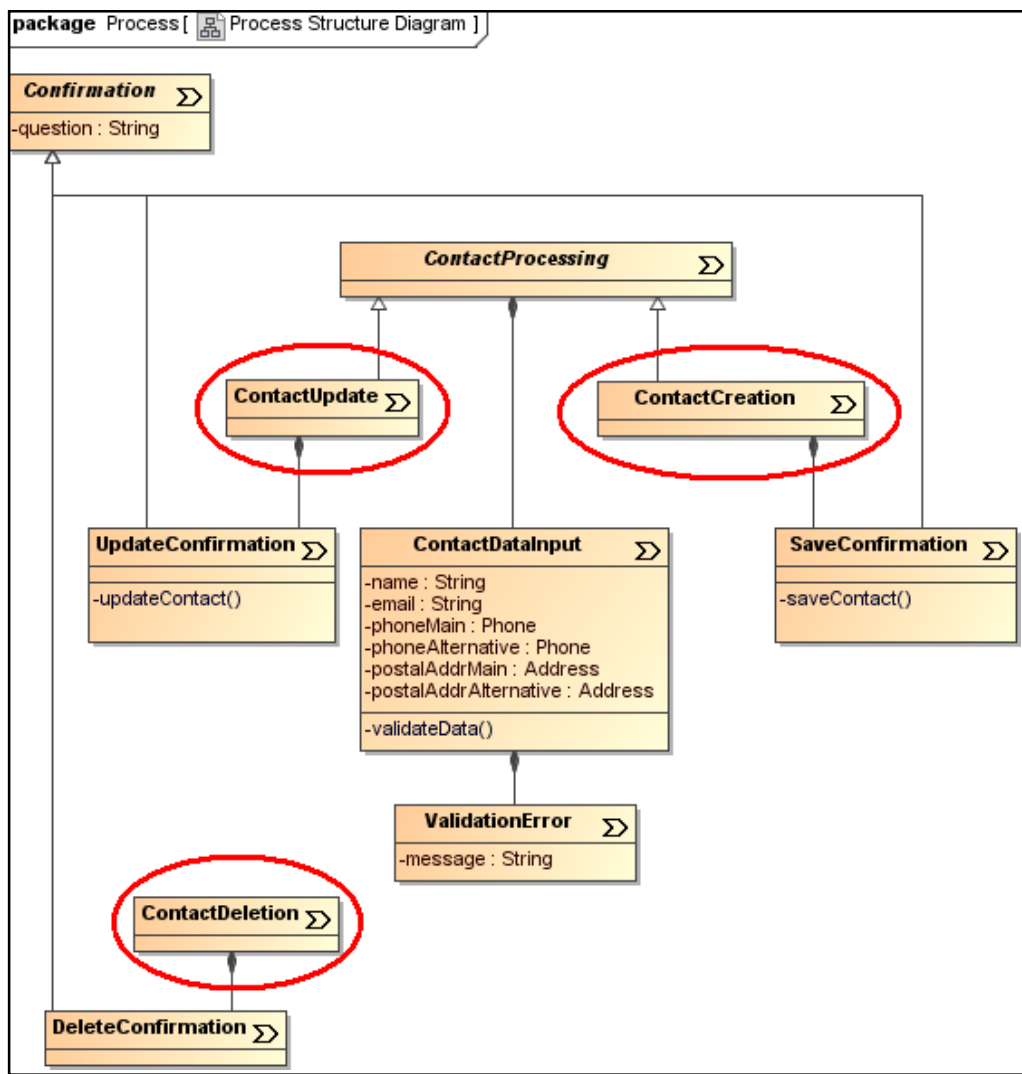 package Process [ Process Structure Diagram ]
Confirmation
-question : String
ContactProcessing
ContactUpdate
ContactCreation
UpdateConfirmation
-updateContact()
ContactDataInput
-name : String
-email : String
-phoneMain : Phone
-phoneAlternative : Phone
-postalAddrMain : Address
-postalAddrAlternative : Address
-validateData()
SaveConfirmation
-saveContact()
ValidationError
-message : String
ContactDeletion
DeleteConfirmation